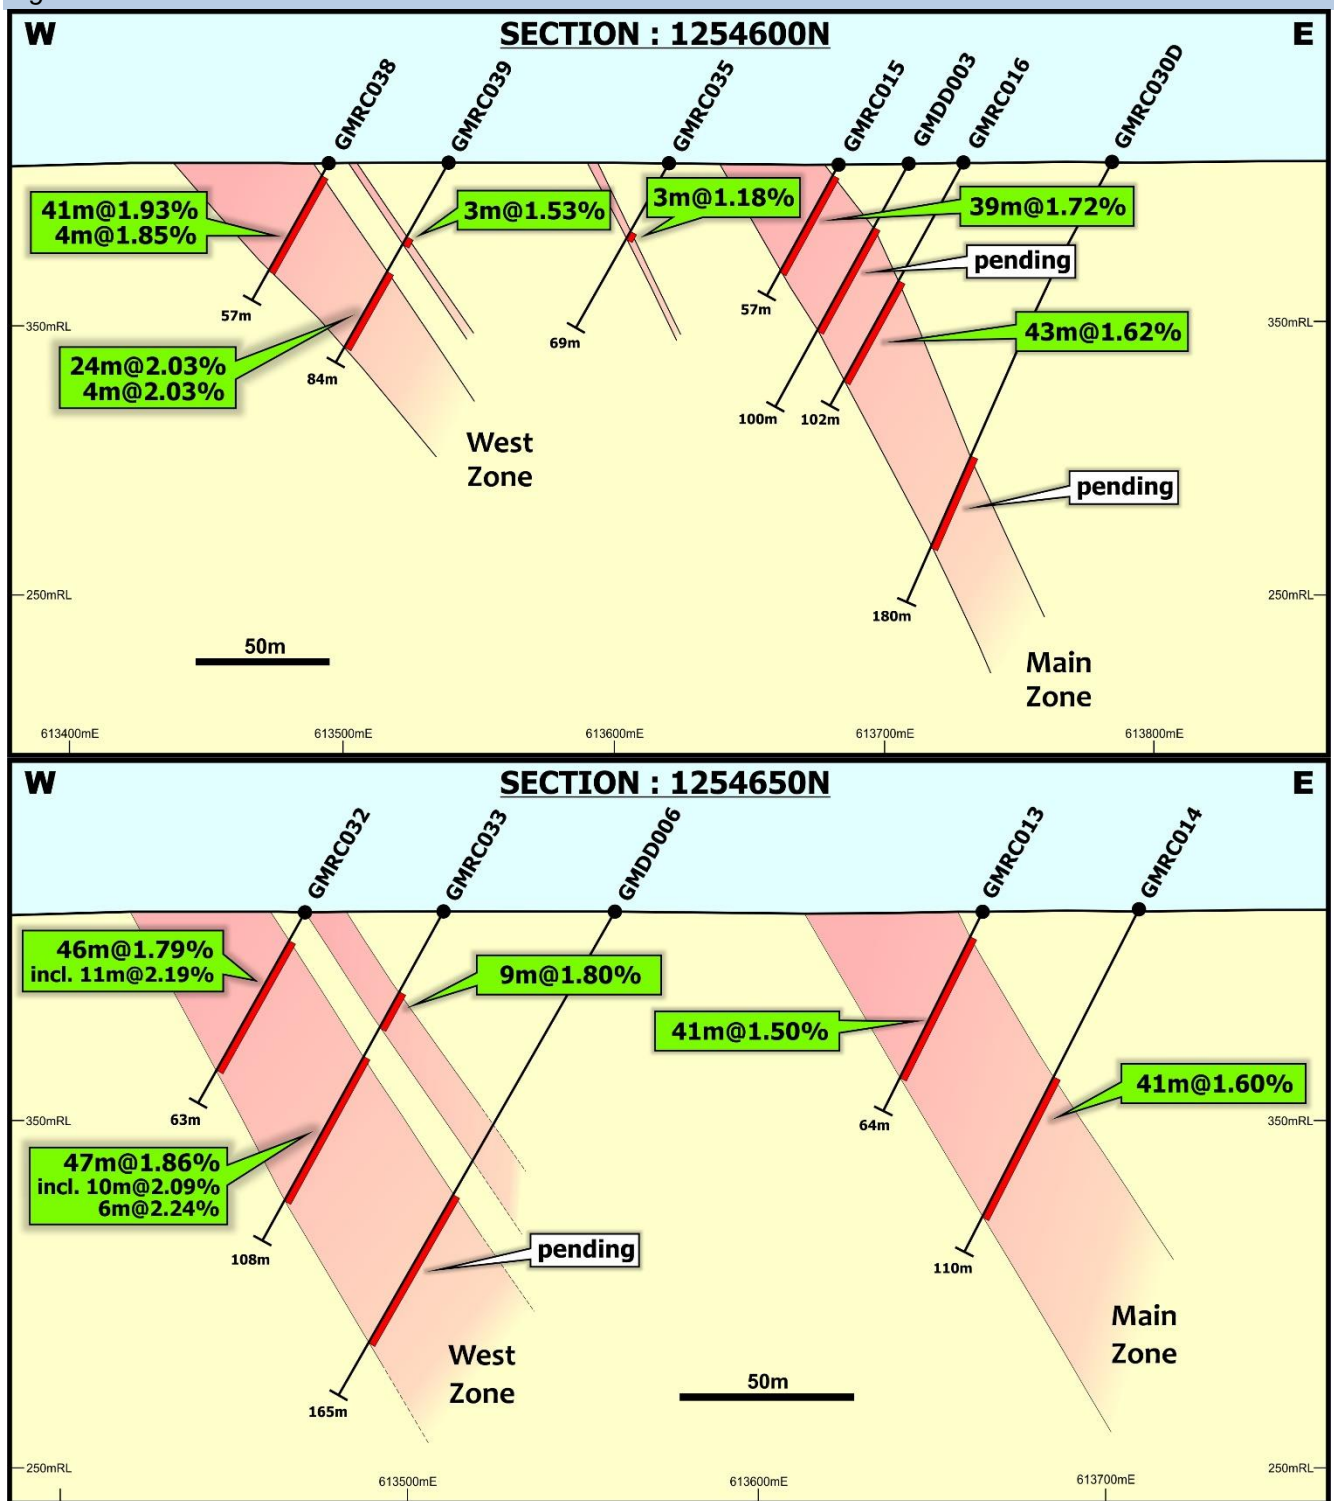 W
SECTION : 1254600N
E
GMRC038
GMRC039
GMRC035
GMRC015
GMDD003
GMRC016
GMRC030D
41m@1.93%
4m@1.85%
3m@1.53%
3m@1.18%
39m@1.72%
pending
57m
57m
350mRL
350mRL
43m@1.62%
69m
24m@2.03%
4m@2.03%
84m
100m
102m
West
Zone
pending
250mRL
250mRL
180m
50m
Main
Zone
613400mE
613500mE
613600mE
613700mE
613800mE
W
SECTION : 1254650N
E
GMRC032
GMRC033
GMDD006
GMRC013
GMRC014
46m@1.79%
incl. 11m@2.19%
9m@1.80%
41m@1.50%
41m@1.60%
63m
64m
350mRL
350mRL
47m@1.86%
incl. 10m@2.09%
6m@2.24%
108m
pending
110m
Main
Zone
West
Zone
50m
165m
250mRL
250mRL
613500mE
613600mE
613700mE